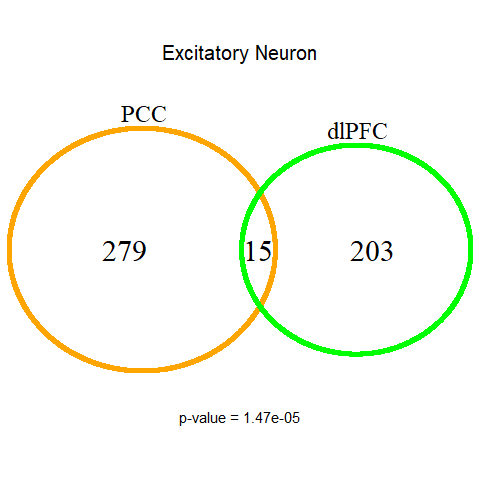 Excitatory Neuron
PCC
dlPFC
279
15
203
p-value = 1.47e-05